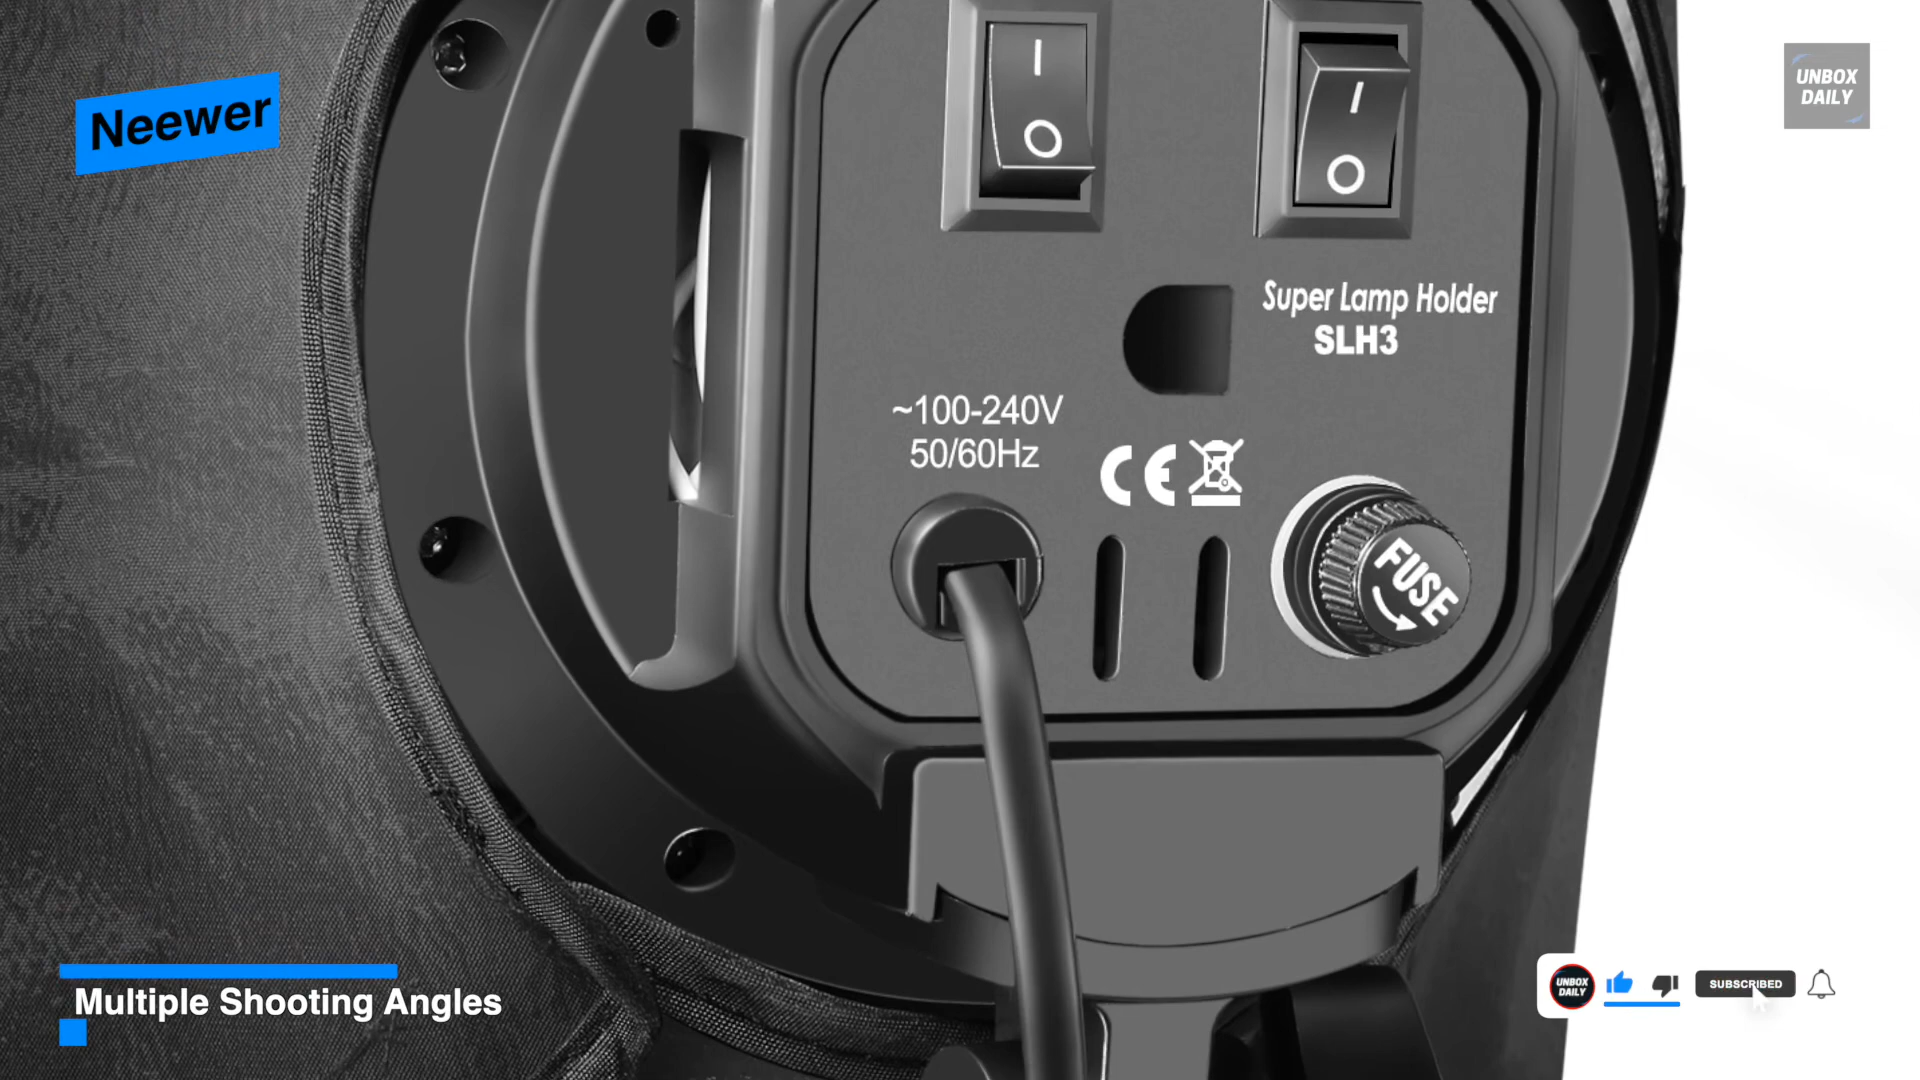 Neewer
UNBOX
DAILY
Super Lamp Holder
SLH3
~100-240V
50/60Hz
CE
FUSE
Multiple Shooting Angles
UNBOX
DAILY
SUBSCRIBED